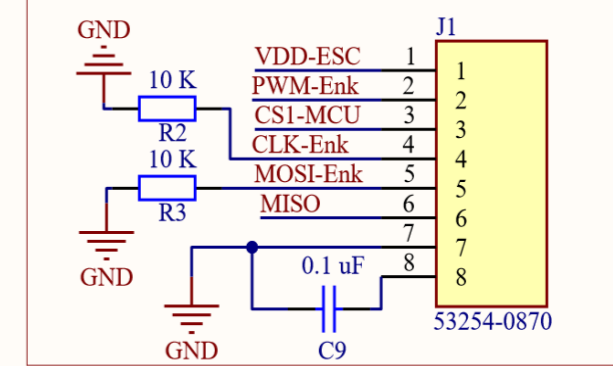 GND
J1
VDD-ESC 1 1
10 K PWM-Enk 2 2
CS1-MCU 3 3
R2 CLK-Enk 4 4
10 K MOSI-Enk 5 5
R3 MISO 6 6
7 7
GND 0.1 uF 8 8
53254-0870
GND C9